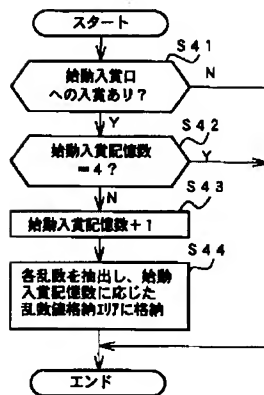 スタート
S41
始動入賞口
への入賞あり?
N
Y
S42
始動入賞記憶数
=4?
Y
N
S43
始動入賞記憶数+1
S44
各乱数を抽出し、始動
入賞記憶数に応じた
乱数値格納エリアに格納
エンド